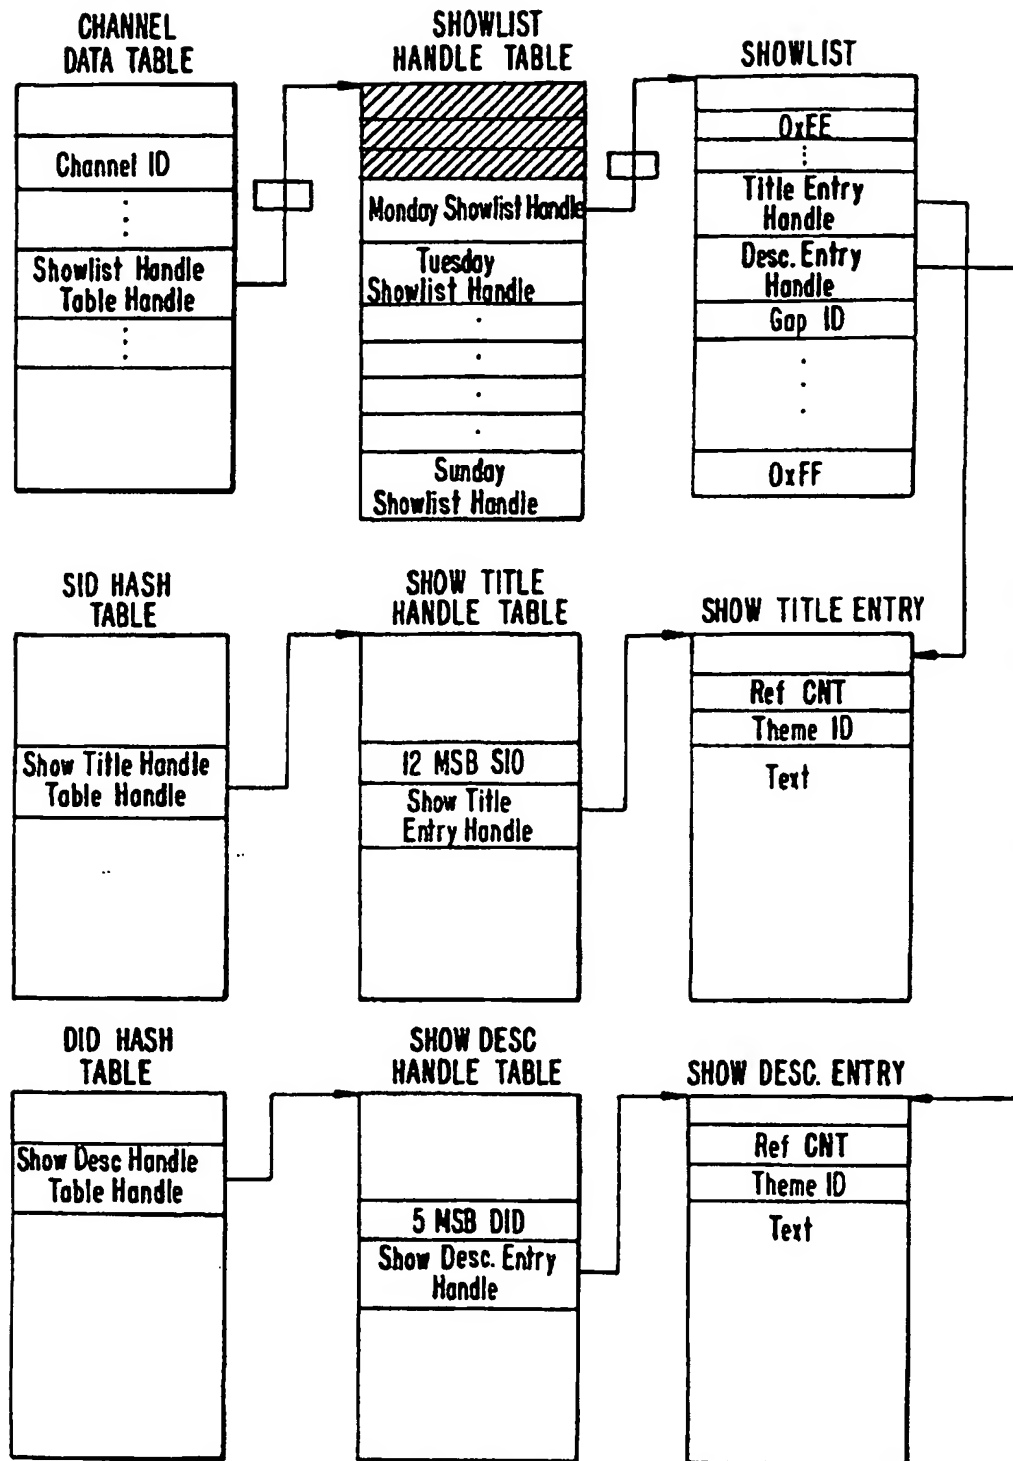 CHANNEL
DATA TABLE
Channel ID
Showlist Handle
Table Handle
SHOWLIST
HANDLE TABLE
Monday Showlist Handle
Tuesday
Showlist Handle
Sunday
Showlist Handle
SHOWLIST
0xFE
Title Entry
Handle
Desc. Entry
Handle
Gap ID
0xFF
SID HASH
TABLE
Show Title Handle
Table Handle
SHOW TITLE
HANDLE TABLE
12 MSB SIO
Show Title
Entry Handle
SHOW TITLE ENTRY
Ref CNT
Theme ID
Text
DID HASH
TABLE
Show Desc Handle
Table Handle
SHOW DESC
HANDLE TABLE
5 MSB DID
Show Desc. Entry
Handle
SHOW DESC. ENTRY
Ref CNT
Theme ID
Text